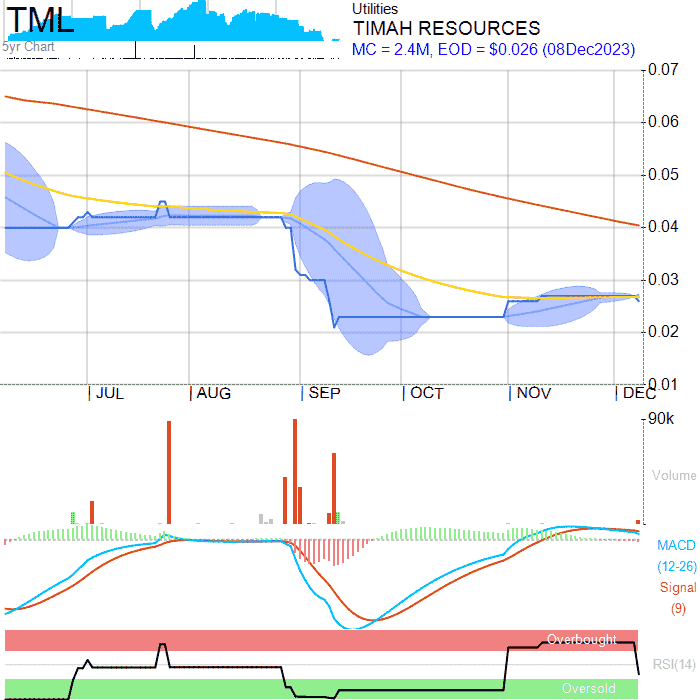 TML
5yr Chart
Utilities
TIMAH RESOURCES
MC = 2.4M, EOD = $0.026 (08Dec2023)
0.07
0.06
0.05
0.04
0.03
0.02
0.01
JUL AUG SEP OCT NOV DEC
90k
Volume
MACD
(12-26)
Signal
(9)
Overbought
RSI(14)
Oversold